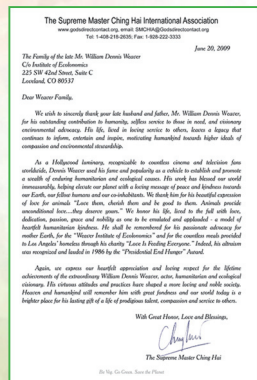 The Supreme Master Ching Hai International Association
www.godsdirectcontact.org, email: SMCHIA@Godsdirectcontact.org
Tel: 1-408-218-2535; Fax: 1-928-222-3333
June 20, 2009
The Family of the late Mr. William Dennis Weaver
C/o Institute of Ecolonomics
225 SW 42nd Street, Suite C
Loveland, CO 80537
Dear Weaver Family,
We wish to sincerely thank your late husband and father, Mr. William Dennis Weaver,
for his outstanding contribution to humanity, selfless service to those in need, and visionary
environmental advocacy. His life, lived in loving service to others, leaves a legacy that
continues to inform, entertain and inspire, motivating humankind towards higher ideals of
compassion and environmental stewardship.
As a Hollywood luminary, recognizable to countless cinema and television fans
worldwide, Dennis Weaver used his fame and popularity as a vehicle to establish and promote
a wealth of enduring humanitarian and ecological causes. His work has blessed our world
immeasurably, helping elevate our planet with a loving message of peace and kindness towards
our Earth, our fellow humans and our co-inhabitants. We thank him for his beautiful expression
of love for animals “Love them, cherish them and be good to them. Animals provide
unconditional love...they deserve yours.” We honor his life, lived to the full with love,
dedication, passion, grace and nobility as one to be emulated and applauded - a model of
heartfelt humanitarian kindness. He shall be remembered for his passionate advocacy for
mother Earth, for the “Weaver Institute of Ecolonomics” and for the countless meals provided
to Los Angeles’ homeless through his charity “Love Is Feeding Everyone.” Indeed, his altruism
was recognized and lauded in 1986 by the “Presidential End Hunger” Award.
Again, we express our heartfelt appreciation and loving respect for the lifetime
achievements of the extraordinary William Dennis Weaver, actor, humanitarian and ecological
visionary. His virtuous attitudes and practices have shaped a more loving and noble society.
Heaven and humankind will remember him with great fondness and our world today is a
brighter place for his lasting gift of a life of prodigious talent, compassion and service to others.
With Great Honor, Love and Blessings,
The Supreme Master Ching Hai
Be Veg, Go Green, Save the Planet